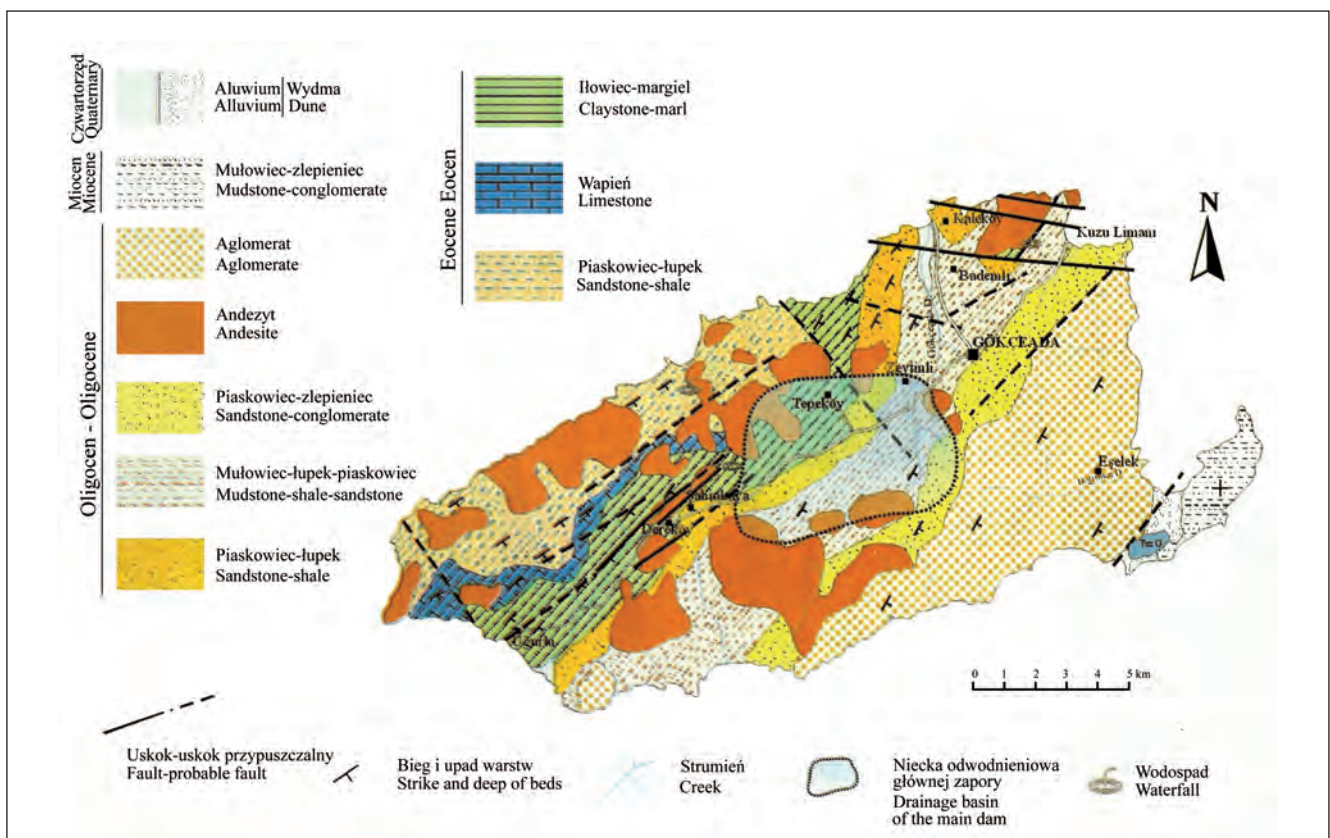 Czwartorzęd
Quaternary
Aluwium
Alluvium
Wydma
Dune
Miocen
Miocene
Mułowiec-zlepieniec
Mudstone-conglomerate
Oligocen - Oligocene
Aglomerat
Aglomerate
Andezyt
Andesite
Piaskowiec-zlepieniec
Sandstone-conglomerate
Mułowiec-łupek-piaskowiec
Mudstone-shale-sandstone
Piaskowiec-łupek
Sandstone-shale
Eocene Eocen
Iłowiec-margiel
Claystone-marl
Wapień
Limestone
Piaskowiec-łupek
Sandstone-shale
N
Kaleköy
Kuzu Limanı
Bademli
GÖKÇEADA
Zeytinli
Tepeköy
Eşelek
Dereköy
Tuz G.
Uğurlu
0 1 2 3 4 5 km
Uskok-uskok przypuszczalny
Fault-probable fault
Bieg i upad warstw
Strike and deep of beds
Strumień
Creek
Niecka odwodnieniowa
głównej zapory
Drainage basin
of the main dam
Wodospad
Waterfall